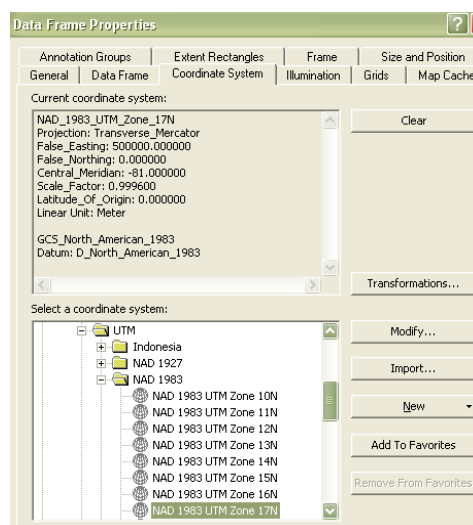 Data Frame Properties
Annotation Groups Extent Rectangles Frame Size and Position
General Data Frame Coordinate System Illumination Grids Map Cache
Current coordinate system:
NAD_1983_UTM_Zone_17N
Projection: Transverse_Mercator
False_Easting: 500000.000000
False_Northing: 0.000000
Central_Meridian: -81.000000
Scale_Factor: 0.999600
Latitude_Of_Origin: 0.000000
Linear Unit: Meter
GCS_North_American_1983
Datum: D_North_American_1983
Clear
Transformations...
Select a coordinate system:
UTM
Indonesia
NAD 1927
NAD 1983
NAD 1983 UTM Zone 10N
NAD 1983 UTM Zone 11N
NAD 1983 UTM Zone 12N
NAD 1983 UTM Zone 13N
NAD 1983 UTM Zone 14N
NAD 1983 UTM Zone 15N
NAD 1983 UTM Zone 16N
NAD 1983 UTM Zone 17N
Modify...
Import...
New
Add To Favorites
Remove From Favorites